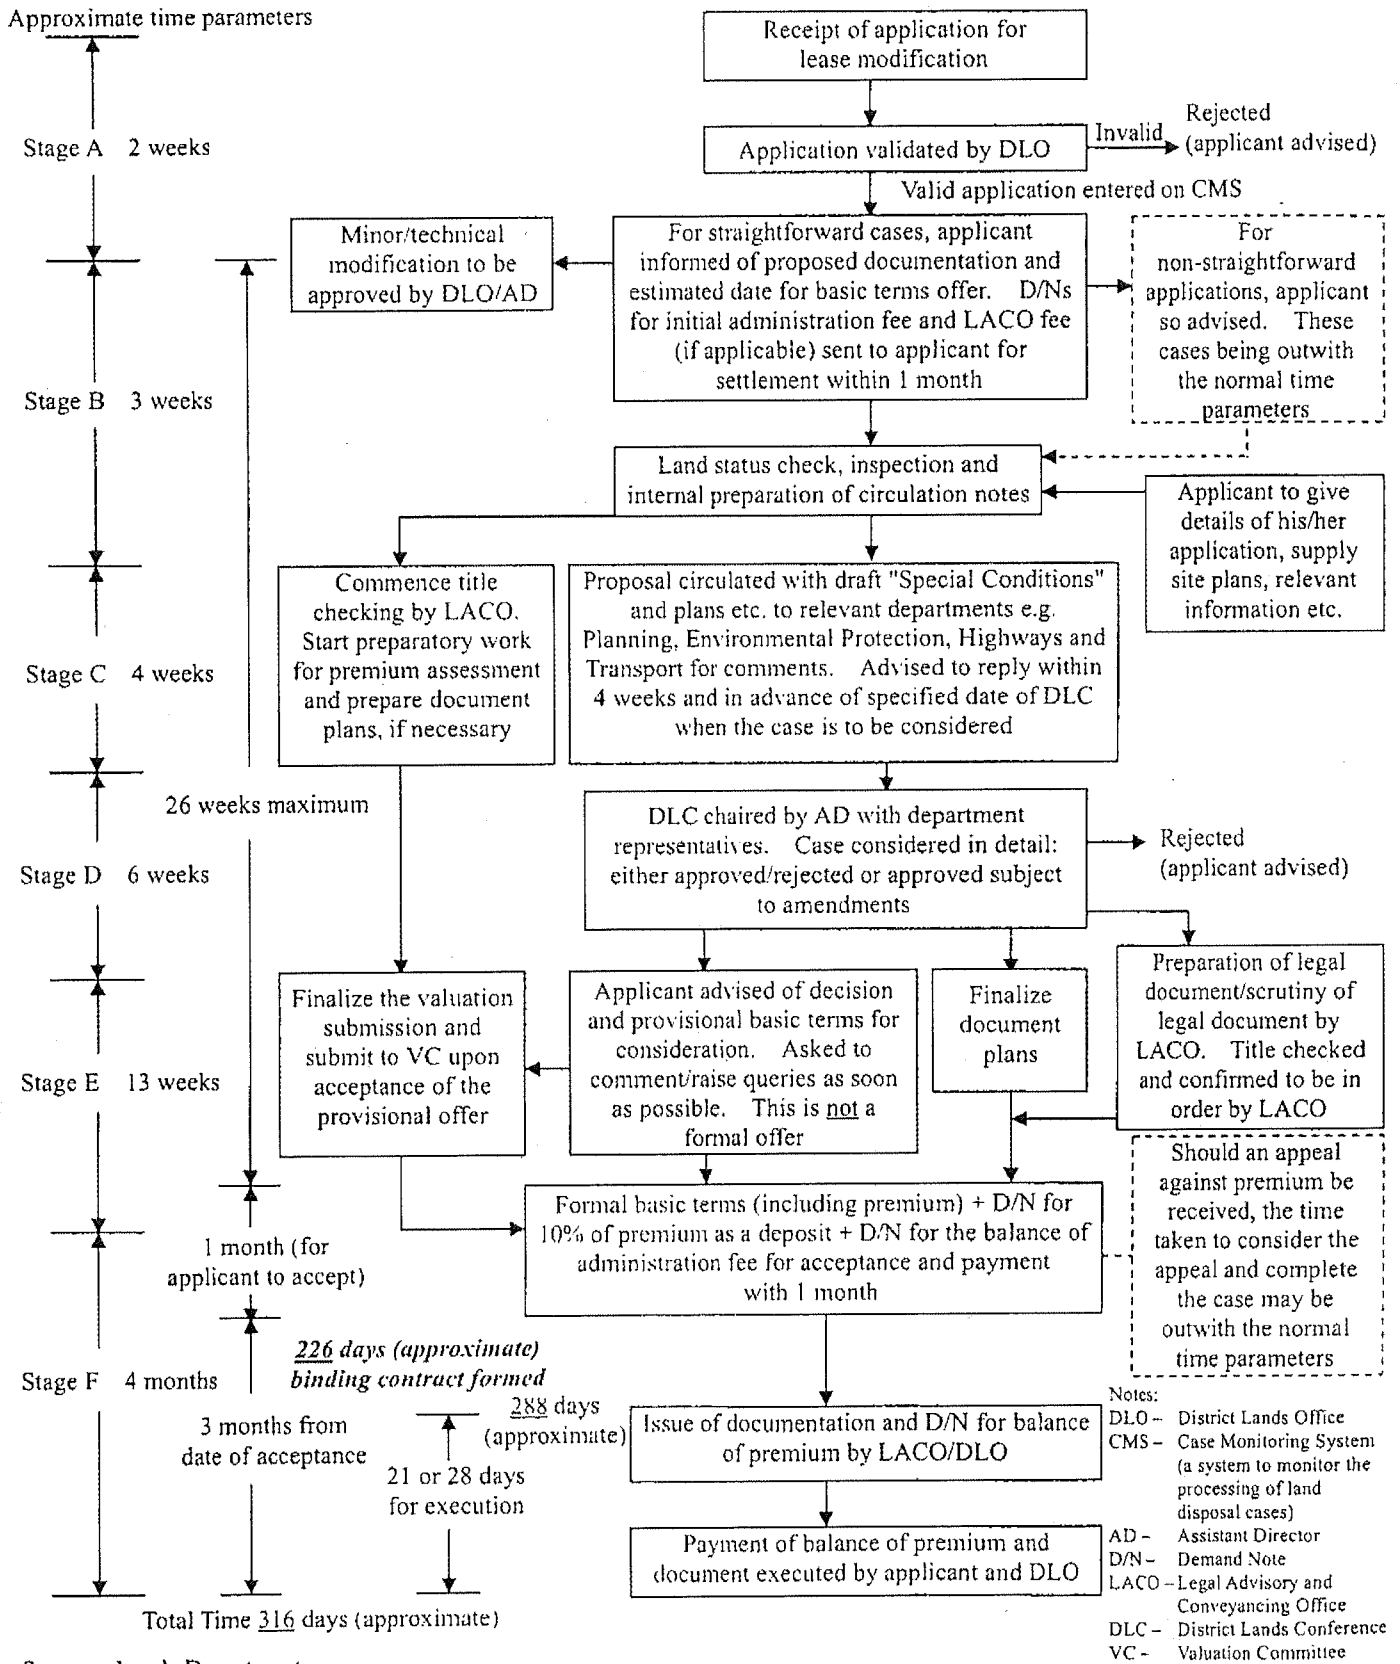 Approximate time parameters
Receipt of application for
lease modification
Stage A 2 weeks
Application validated by DLO
Invalid
Rejected
(applicant advised)
Valid application entered on CMS
Minor/technical
modification to be
approved by DLO/AD
For straightforward cases, applicant
informed of proposed documentation and
estimated date for basic terms offer. D/Ns
for initial administration fee and LACO fee
(if applicable) sent to applicant for
settlement within 1 month
For
non-straightforward
applications, applicant
so advised. These
cases being outwith
the normal time
parameters
Stage B 3 weeks
Land status check, inspection and
internal preparation of circulation notes
Applicant to give
details of his/her
application, supply
site plans, relevant
information etc.
Commence title
checking by LACO.
Start preparatory work
for premium assessment
and prepare document
plans, if necessary
Proposal circulated with draft "Special Conditions"
and plans etc. to relevant departments e.g.
Planning, Environmental Protection, Highways and
Transport for comments. Advised to reply within
4 weeks and in advance of specified date of DLC
when the case is to be considered
Stage C 4 weeks
26 weeks maximum
DLC chaired by AD with department
representatives. Case considered in detail:
either approved/rejected or approved subject
to amendments
Rejected
(applicant advised)
Stage D 6 weeks
Finalize the valuation
submission and
submit to VC upon
acceptance of the
provisional offer
Applicant advised of decision
and provisional basic terms for
consideration. Asked to
comment/raise queries as soon
as possible. This is not a
formal offer
Finalize
document
plans
Preparation of legal
document/scrutiny of
legal document by
LACO. Title checked
and confirmed to be in
order by LACO
Stage E 13 weeks
Should an appeal
against premium be
received, the time
taken to consider the
appeal and complete
the case may be
outwith the normal
time parameters
Formal basic terms (including premium) + D/N for
10% of premium as a deposit + D/N for the balance of
administration fee for acceptance and payment
with 1 month
1 month (for
applicant to accept)
226 days (approximate)
binding contract formed
Stage F 4 months
3 months from
date of acceptance
288 days
(approximate)
21 or 28 days
for execution
Issue of documentation and D/N for balance
of premium by LACO/DLO
Payment of balance of premium and
document executed by applicant and DLO
Total Time 316 days (approximate)
Notes:
DLO – District Lands Office
CMS – Case Monitoring System
(a system to monitor the
processing of land
disposal cases)
AD – Assistant Director
D/N – Demand Note
LACO – Legal Advisory and
Conveyancing Office
DLC – District Lands Conference
VC – Valuation Committee